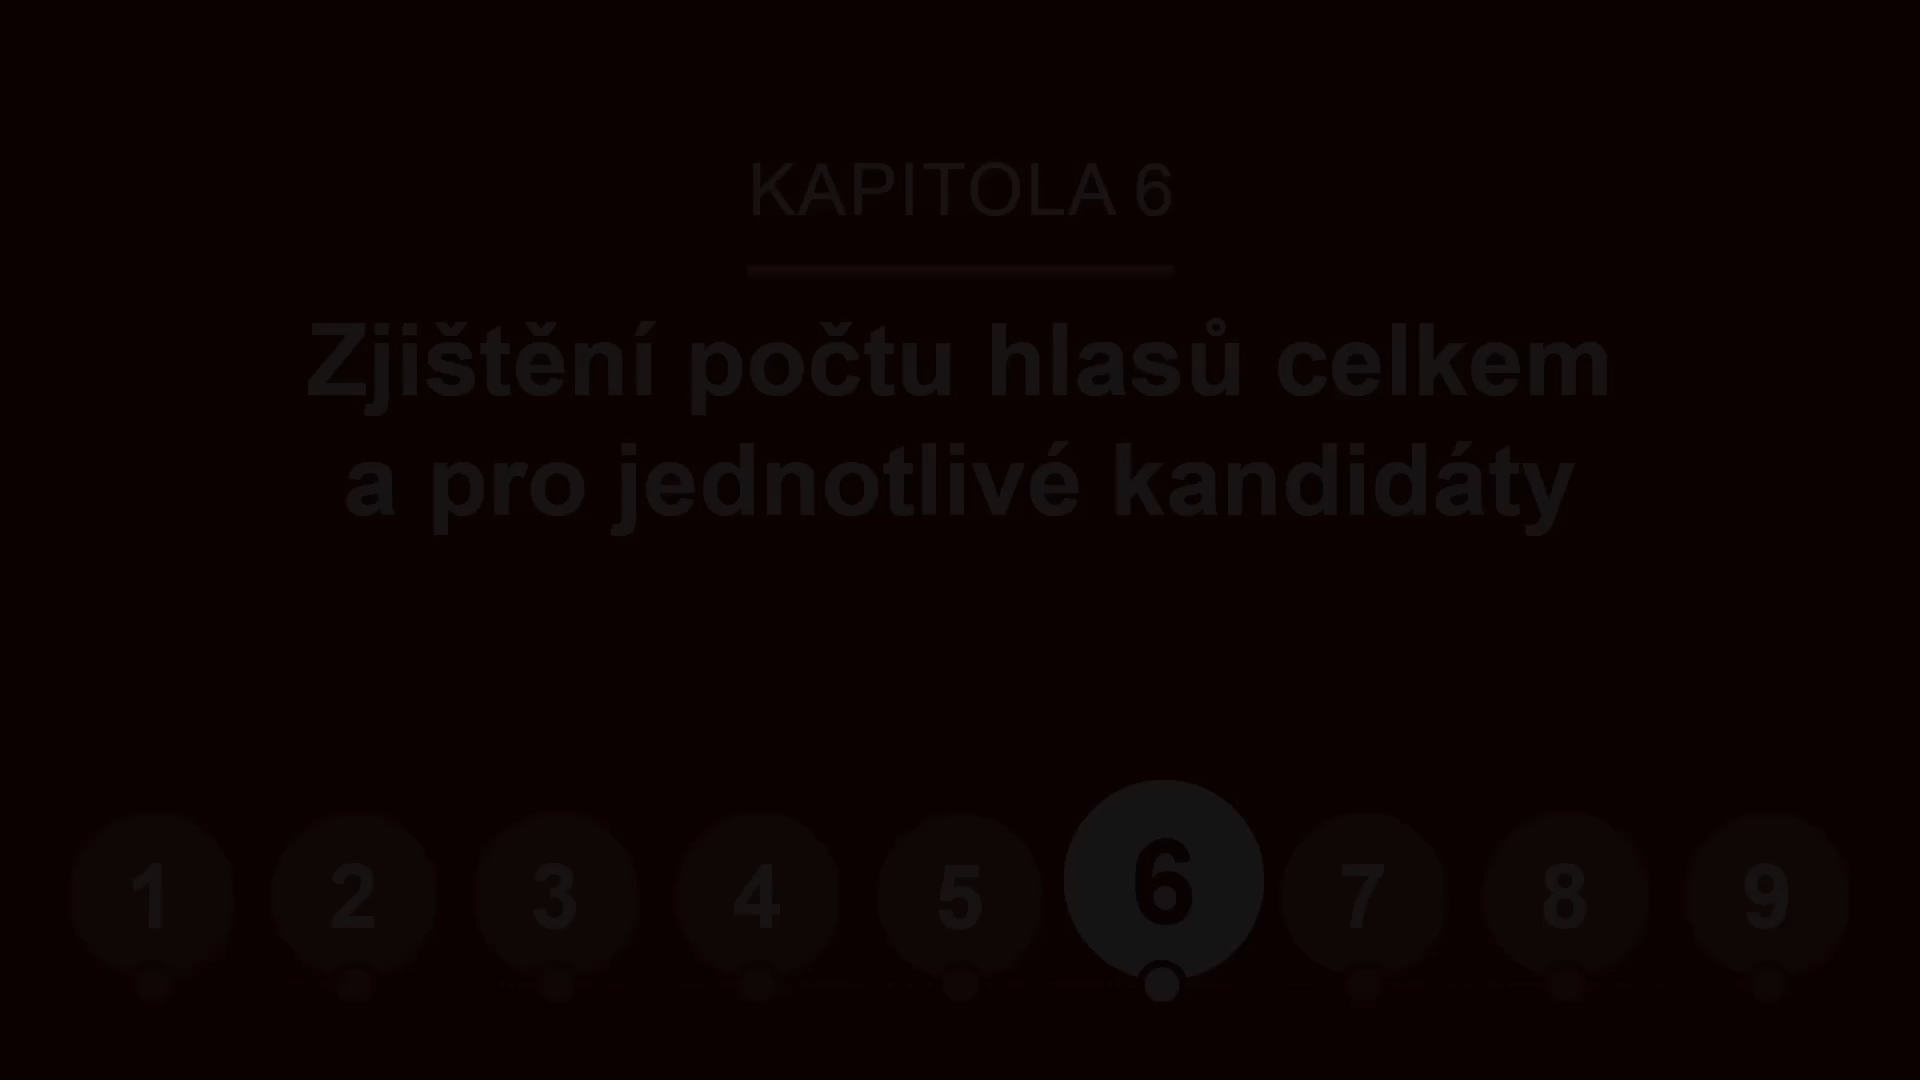 KAPITOLA 6
Zjištění počtu hlasů celkem
a pro jednotlivé kandidáty
1 2 3 4 5 6 7 8 9